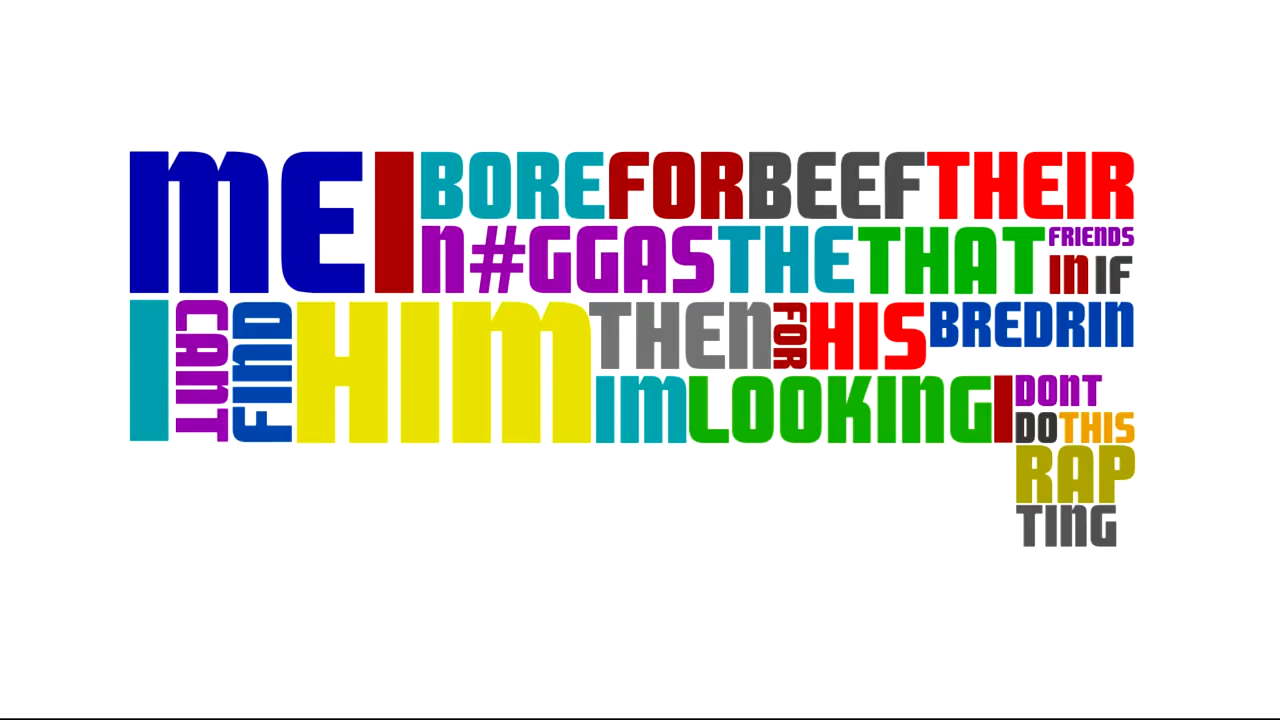 ME I BORE FOR BEEF THEIR
N#GGAS THE THAT FRIENDS
IN IF
I CANT FIND HIM THEN FOR HIS BREDRIN
IM LOOKING I DONT
DO THIS
RAP
TING